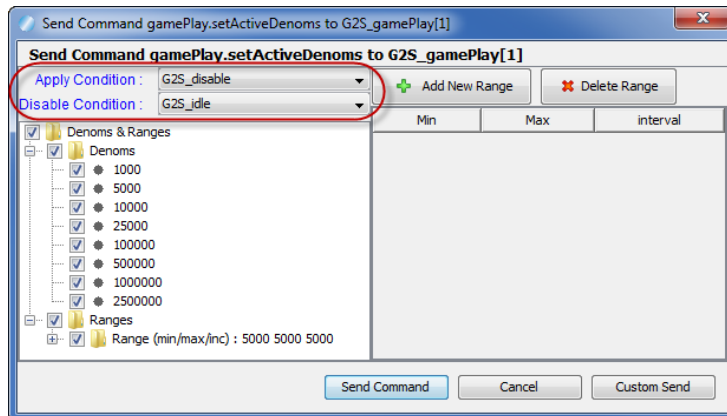 Send Command gamePlay.setActiveDenoms to G2S_gamePlay[1]
Send Command gamePlay.setActiveDenoms to G2S_gamePlay[1]
Apply Condition : G2S_disable
Disable Condition : G2S_idle
Add New Range Delete Range
Min Max interval
Denoms & Ranges
Denoms
1000
5000
10000
25000
100000
500000
1000000
2500000
Ranges
Range (min/max/inc) : 5000 5000 5000
Send Command Cancel Custom Send